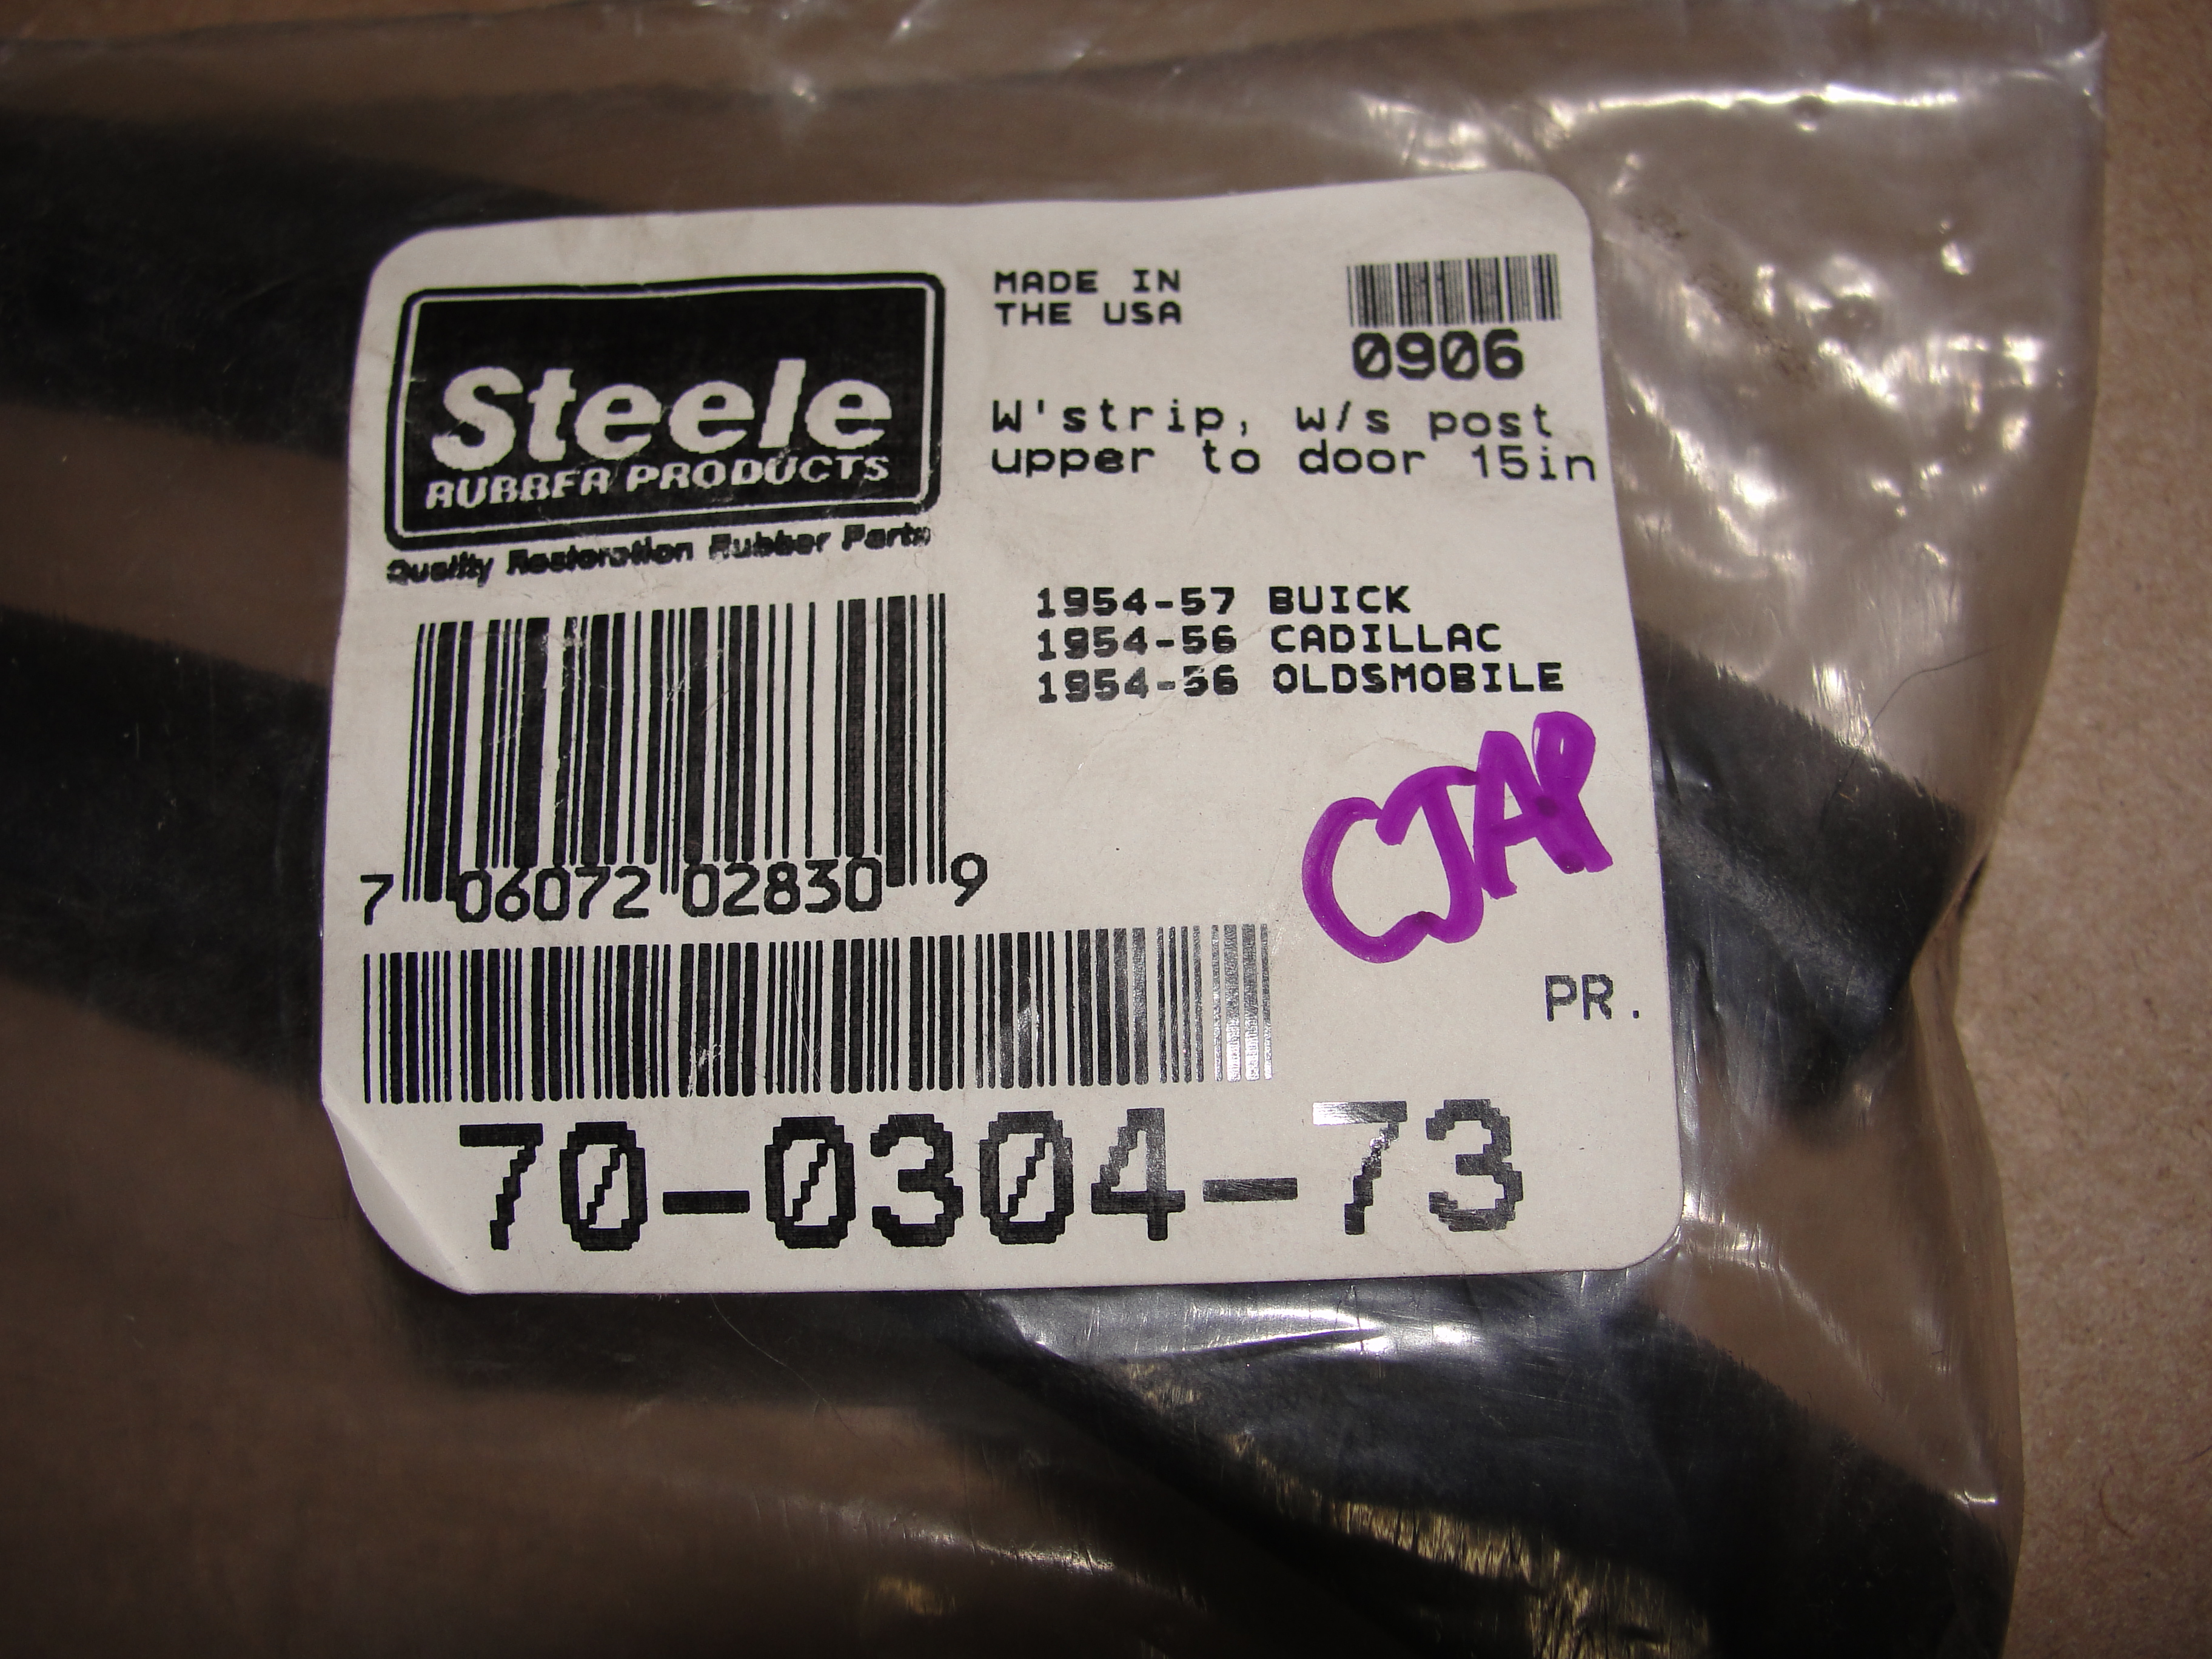 Steele
RUBBER PRODUCTS
Quality Restoration Rubber Parts
MADE IN
THE USA
0906
W'strip, w/s post
upper to door 15in
1954-57 BUICK
1954-56 CADILLAC
1954-56 OLDSMOBILE
CJAP
7 06072 02830 9
PR.
70-0304-73